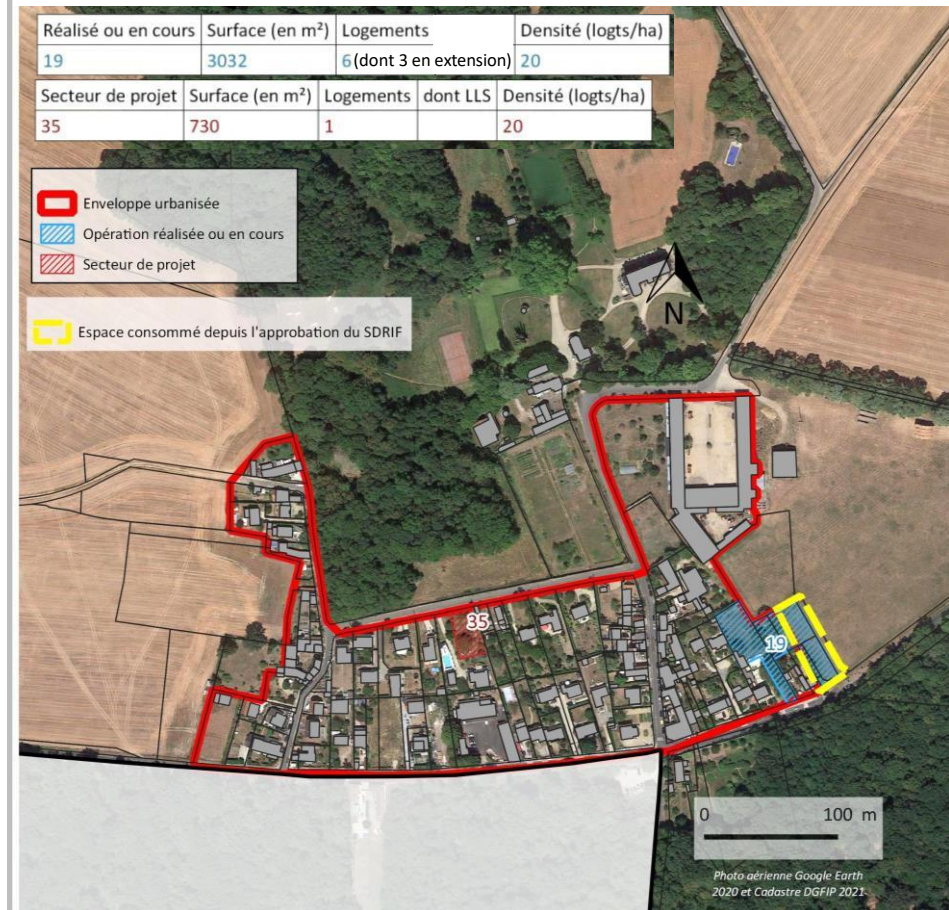 Réalisé ou en cours Surface (en m²) Logements Densité (logts/ha)
19 3032 6 (dont 3 en extension) 20
Secteur de projet Surface (en m²) Logements dont LLS Densité (logts/ha)
35 730 1 20
Enveloppe urbanisée
Opération réalisée ou en cours
Secteur de projet
Espace consommé depuis l'approbation du SDRIF
N
35
19
0 100 m
Photo aérienne Google Earth
2020 et Cadastre DGFIP 2021